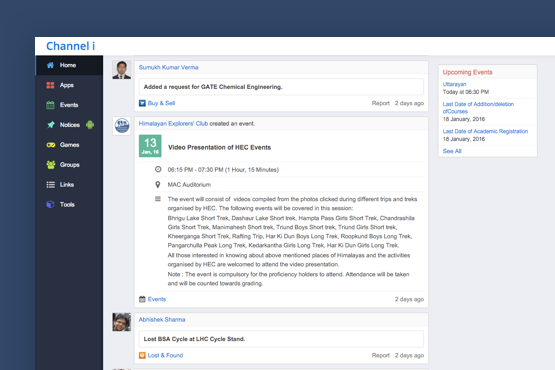 Channel i
Home
Apps
Events
Notices
Games
Groups
Links
Tools
Sumukh Kumar Verma
Added a request for GATE Chemical Engineering.
Buy & Sell
Report 2 days ago
Himalayan Explorers' Club created an event.
13
Jan, 16
Video Presentation of HEC Events
06:15 PM - 07:30 PM (1 Hour, 15 Minutes)
MAC Auditorium
The event will consist of videos compiled from the photos clicked during different trips and treks
organised by HEC. The following events will be covered in this session:
Bhrigu Lake Short Trek, Dashaur Lake Short trek, Hampta Pass Girls Short Trek, Chandrashila
Girls Short Trek, Manimahesh Short trek, Triund Boys Short Trek, Triund Girls Short trek,
Kheerganga Short Trek, Rafting Trip, Har Ki Dun Boys Long Trek, Roopkund Boys Long Trek,
Pangarchulla Peak Long Trek, Kedarkantha Girls Long Trek, Har Ki Dun Girls Long Trek.
All those interested in knowing about above mentioned places of Himalayas and the activities
organised by HEC are welcomed to attend the video presentation.
Note : The event is compulsory for the proficiency holders to attend. Attendance will be taken
and will be counted towards grading.
Events
2 days ago
Abhishek Sharma
Lost BSA Cycle at LHC Cycle Stand.
Lost & Found
Report 2 days ago
Upcoming Events
Uttarayan
Today at 06:30 PM
Last Date of Addition/deletion
ofCourses
18 January, 2016
Last Date of Academic Registration
18 January, 2016
See All